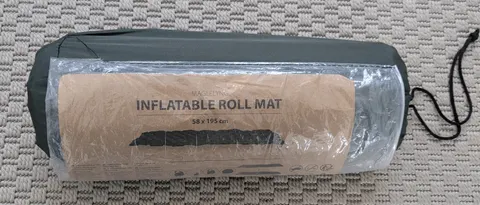 INFLATABLE ROLL MAT
58 x 195 cm